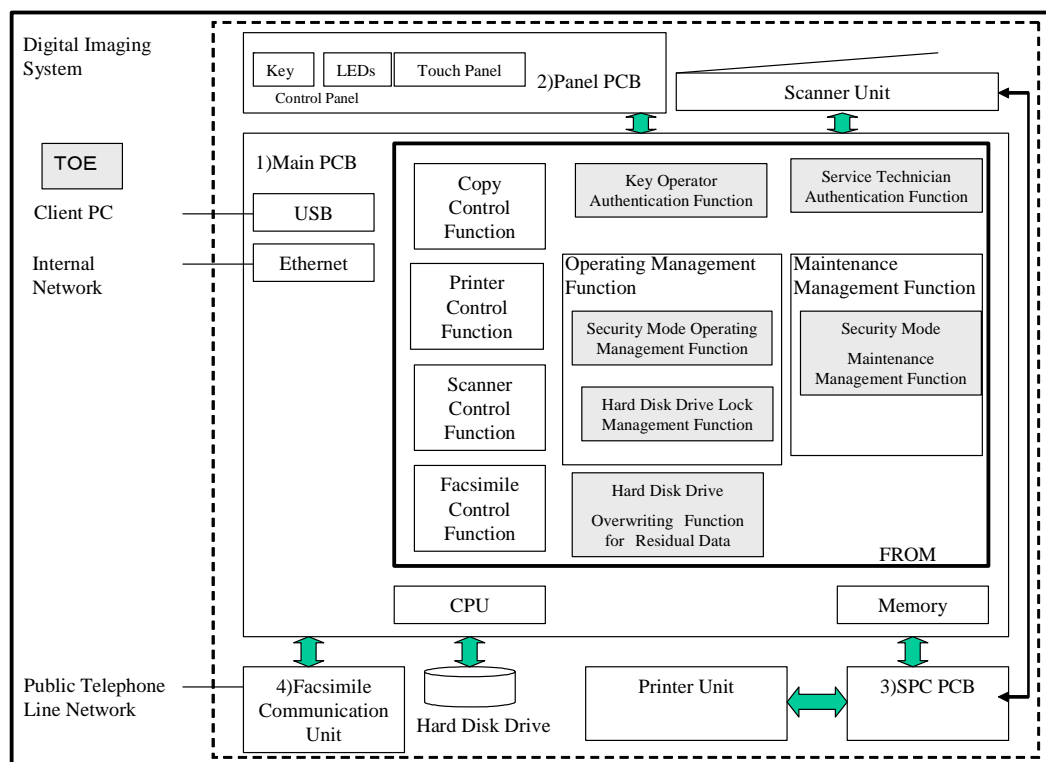 Digital Imaging
System
TOE
Client PC
Internal
Network
Public Telephone
Line Network
Key
LEDs
Touch Panel
Control Panel
2)Panel PCB
Scanner Unit
1)Main PCB
USB
Ethernet
Copy
Control
Function
Printer
Control
Function
Scanner
Control
Function
Facsimile
Control
Function
Key Operator
Authentication Function
Service Technician
Authentication Function
Operating Management
Function
Security Mode Operating
Management Function
Hard Disk Drive Lock
Management Function
Maintenance
Management Function
Security Mode
Maintenance
Management Function
Hard Disk Drive
Overwriting Function
for Residual Data
FROM
CPU
Memory
4)Facsimile
Communication
Unit
Hard Disk Drive
Printer Unit
3)SPC PCB